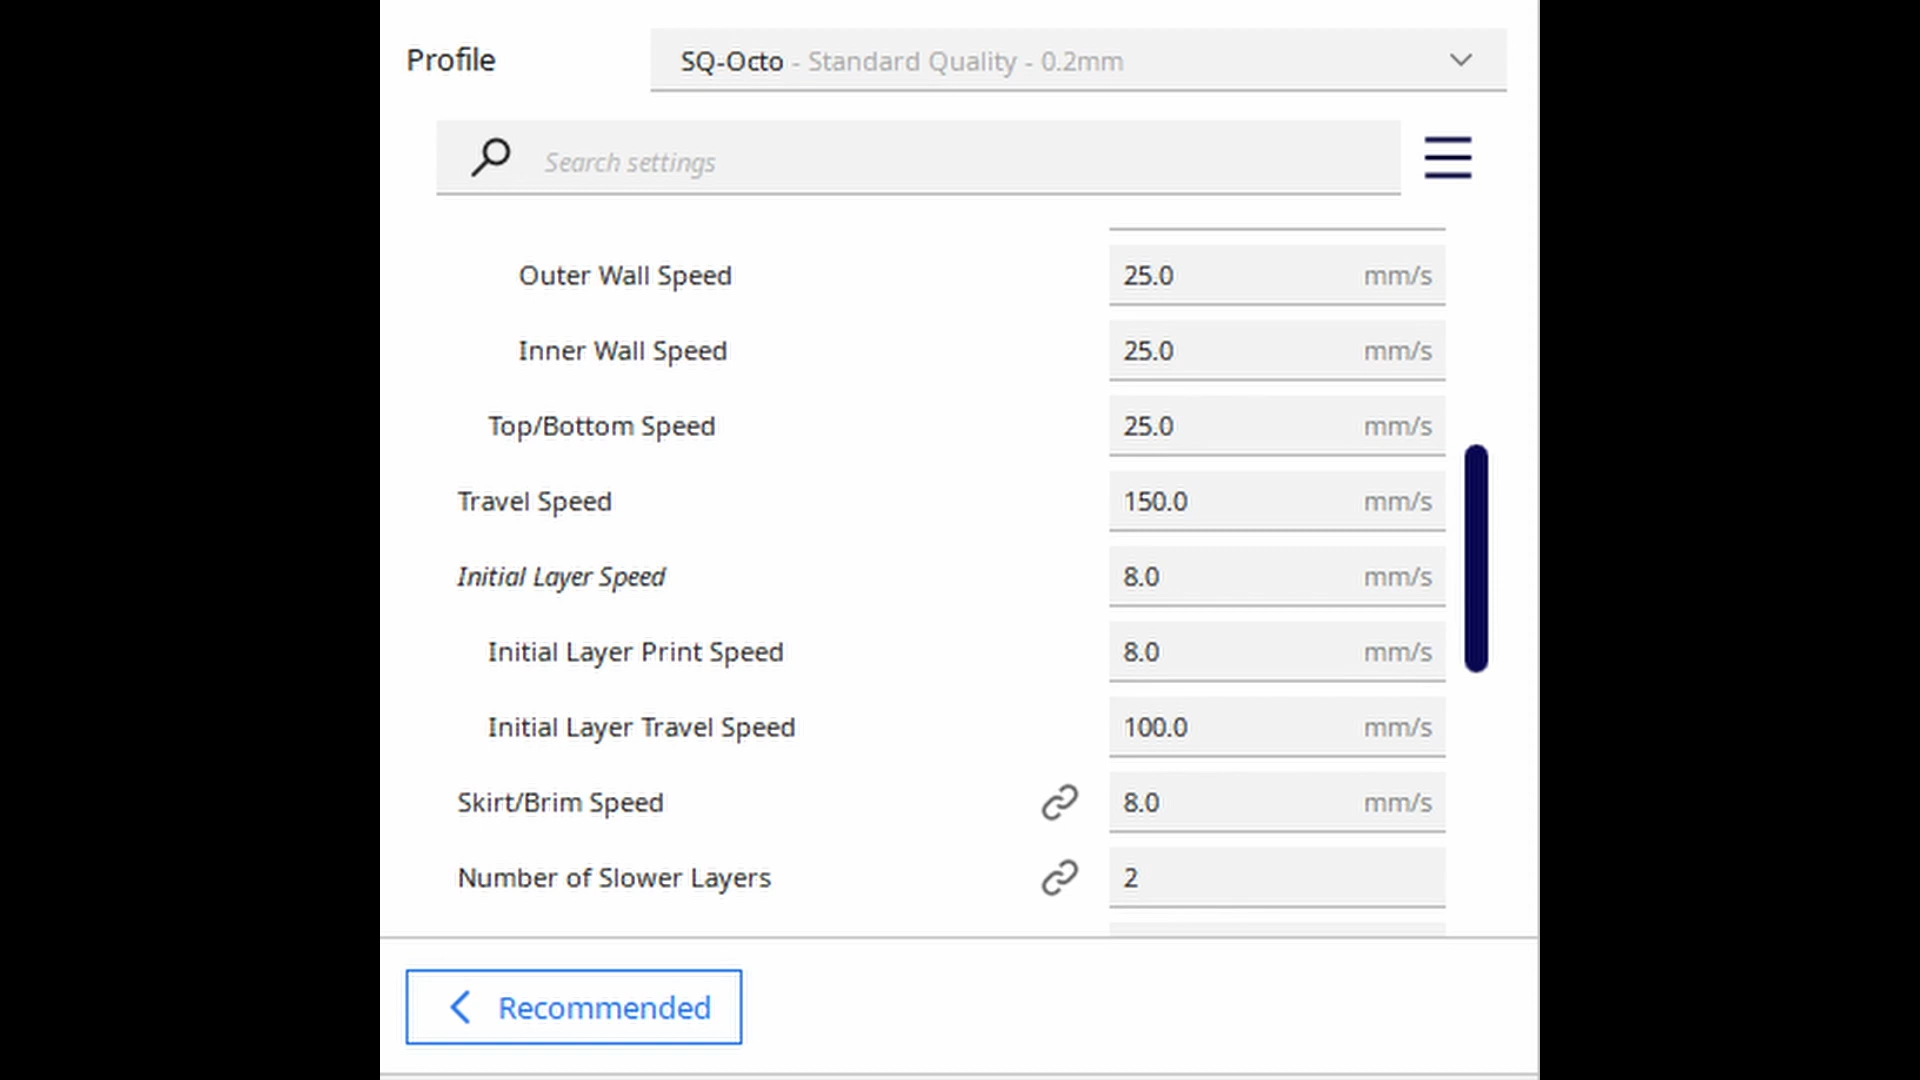 Profile SQ-Octo - Standard Quality - 0.2mm
Search settings
Outer Wall Speed 25.0 mm/s
Inner Wall Speed 25.0 mm/s
Top/Bottom Speed 25.0 mm/s
Travel Speed 150.0 mm/s
Initial Layer Speed 8.0 mm/s
Initial Layer Print Speed 8.0 mm/s
Initial Layer Travel Speed 100.0 mm/s
Skirt/Brim Speed 8.0 mm/s
Number of Slower Layers 2
Recommended